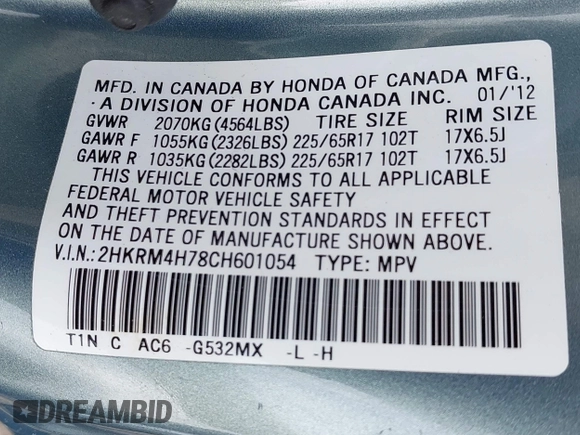 MFD. IN CANADA BY HONDA OF CANADA MFG.,
A DIVISION OF HONDA CANADA INC. 01/'12
GVWR 2070KG(4564LBS) TIRE SIZE RIM SIZE
GAWR F 1055KG(2326LBS)225/65R17 102T 17X6.5J
GAWR R 1035KG(2282LBS)225/65R17 102T 17X6.5J
THIS VEHICLE CONFORMS TO ALL APPLICABLE
FEDERAL MOTOR VEHICLE SAFETY
AND THEFT PREVENTION STANDARDS IN EFFECT
ON THE DATE OF MANUFACTURE SHOWN ABOVE.
V.I.N.:2HKRM4H78CH601054 TYPE: MPV
T1N C AC6 -G532MX -L -H
DREAMBID